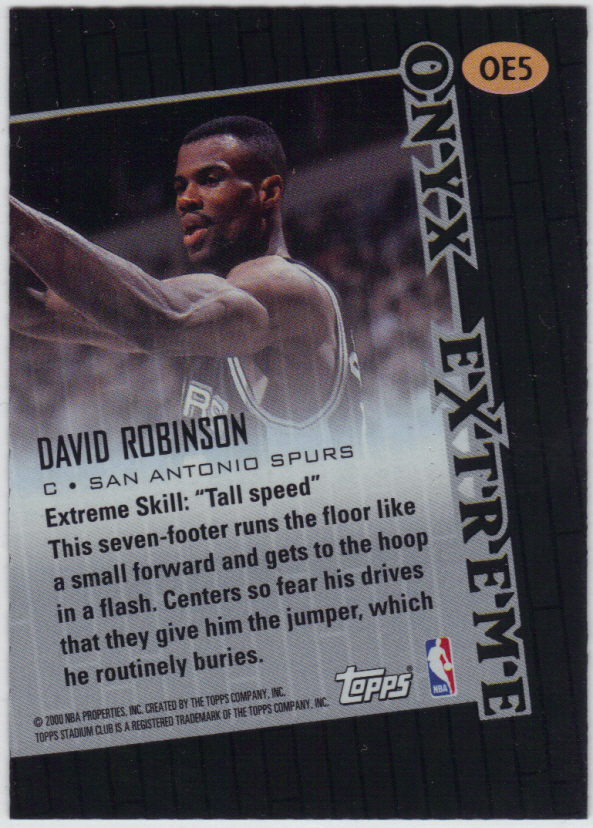 OE5
ONYX EXTREME
DAVID ROBINSON
C • SAN ANTONIO SPURS
Extreme Skill: "Tall speed"
This seven-footer runs the floor like
a small forward and gets to the hoop
in a flash. Centers so fear his drives
that they give him the jumper, which
he routinely buries.
TOPPS®
NBA
© 2000 NBA PROPERTIES, INC. CREATED BY THE TOPPS COMPANY, INC.
TOPPS STADIUM CLUB IS A REGISTERED TRADEMARK OF THE TOPPS COMPANY, INC.